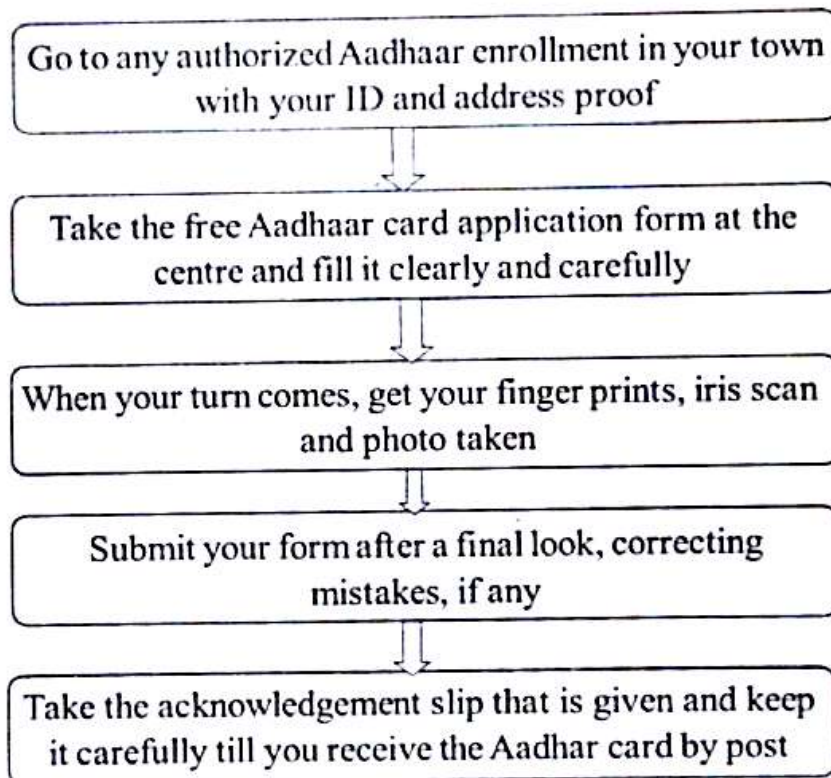 Go to any authorized Aadhaar enrollment in your town
with your ID and address proof
Take the free Aadhaar card application form at the
centre and fill it clearly and carefully
When your turn comes, get your finger prints, iris scan
and photo taken
Submit your form after a final look, correcting
mistakes, if any
Take the acknowledgement slip that is given and keep
it carefully till you receive the Aadhar card by post